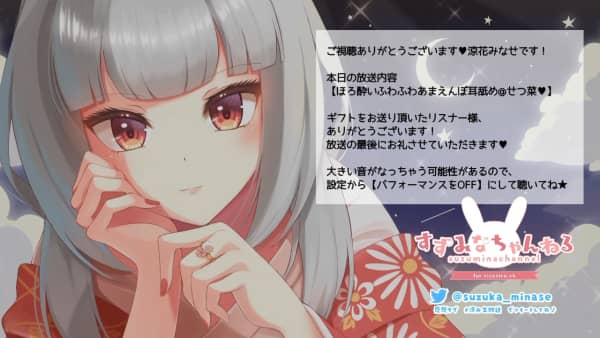 ご視聴ありがとうございます♥涼花みなせです！
本日の放送内容
【ほろ酔いふわふわあまえんぼ耳舐め@せつ菜♥】
ギフトをお送り頂いたリスナー様、
ありがとうございます！
放送の最後にお礼させていただきます♥
大きい音がなっちゃう可能性があるので、
設定から【パフォーマンスをOFF】にして聴いてね★
すずみなちゃんねる
suzuminachannel
@suzuka_minase